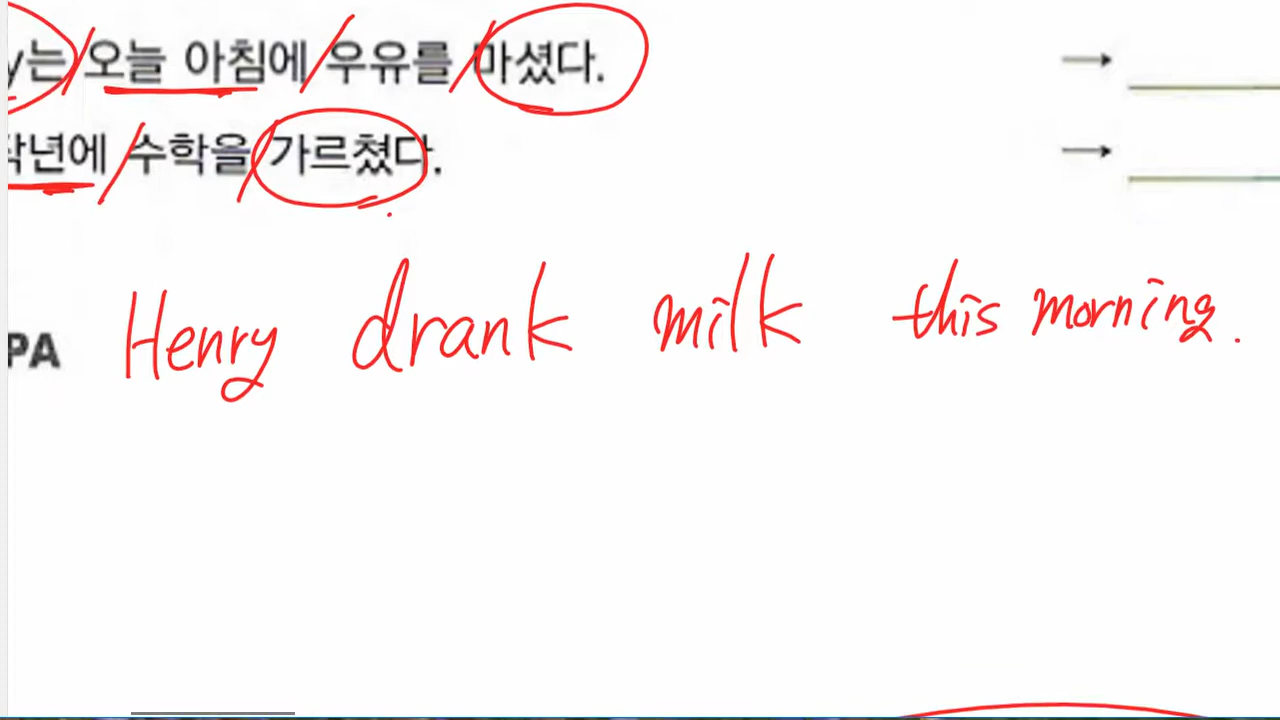 y는 오늘 아침에 우유를 마셨다. →
작년에 수학을 가르쳤다. →
PA Henry drank milk this morning.